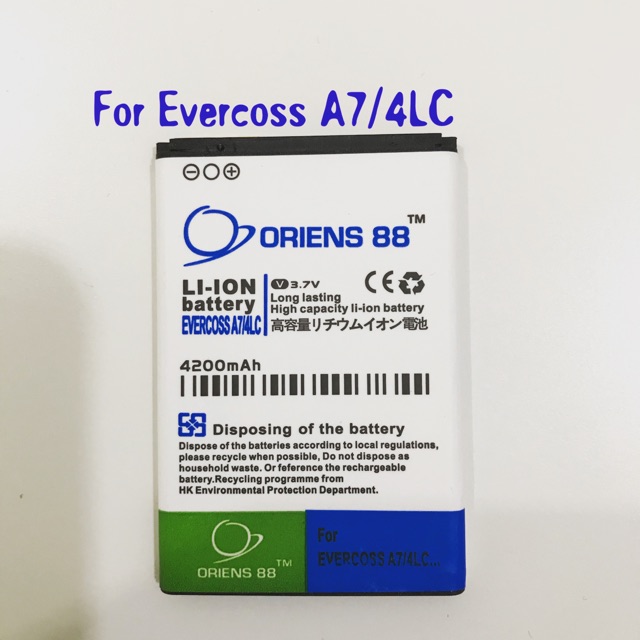 For Evercoss A7/4LC
ORIENS 88™
LI-ION
battery
EVERCOSS A7/4LC
V 3.7V
Long lasting
High capacity li-ion battery
高容量リチウムイオン電池
CE
4200mAh
Disposing of the battery
Dispose of the batteries according to local regulations,
please recycle when possible, Do not dispose as
household waste. Or reference the rechargeable
battery.Recycling programme from
HK Environmental Protection Department.
ORIENS 88™
For
EVERCOSS A7/4LC...